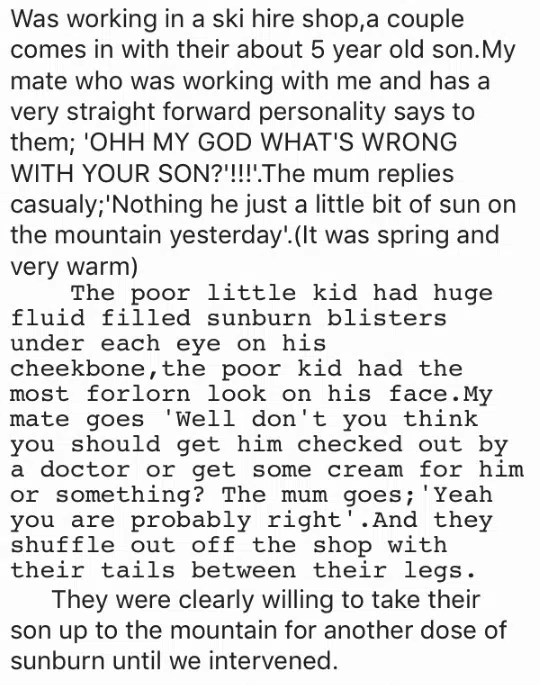 Was working in a ski hire shop,a couple
comes in with their about 5 year old son.My
mate who was working with me and has a
very straight forward personality says to
them; 'OHH MY GOD WHAT'S WRONG
WITH YOUR SON?'!!!'.The mum replies
casualy;'Nothing he just a little bit of sun on
the mountain yesterday'.(It was spring and
very warm)
The poor little kid had huge
fluid filled sunburn blisters
under each eye on his
cheekbone,the poor kid had the
most forlorn look on his face.My
mate goes 'Well don't you think
you should get him checked out by
a doctor or get some cream for him
or something? The mum goes;'Yeah
you are probably right'.And they
shuffle out off the shop with
their tails between their legs.
They were clearly willing to take their
son up to the mountain for another dose of
sunburn until we intervened.